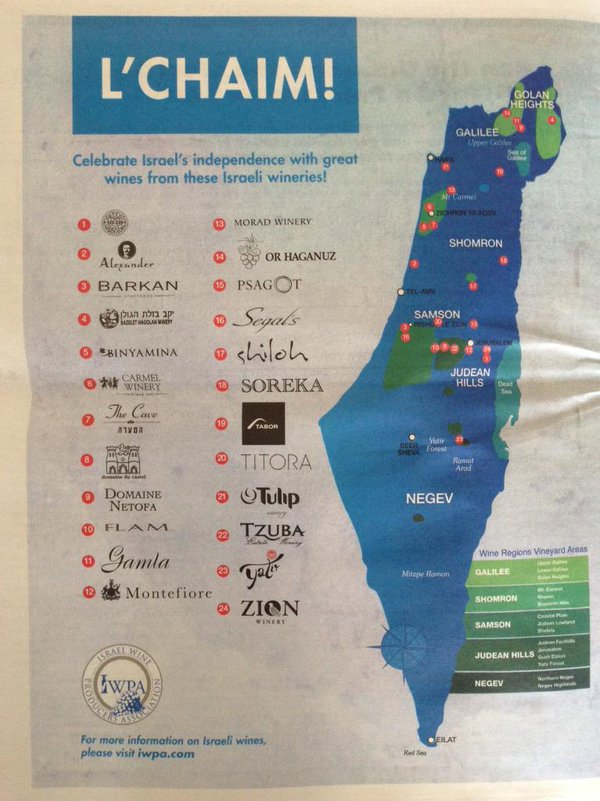 L'CHAIM!
Celebrate Israel's independence with great
wines from these Israeli wineries!
1
2 Alexander
3 BARKAN
VINEYARDS
4 יקב בזלת הגולן
BAZELET HAGOLAN WINERY
5 BINYAMINA
6 CARMEL
WINERY
7 The Cave
המערה
8
domaine du castel
9 DOMAINE
NETOFA
10 FLAM
11 Gamla
12 Montefiore
13 MORAD WINERY
14 OR HAGANUZ
15 PSAGOT
16 Segal's
17 shiloh
18 SOREKA
19 TABOR
20 TITORA
21 Tulip
winery
22 TZUBA
Estate Winery
23 Yatir
24 ZION
WINERY
ISRAEL WINE
PRODUCERS ASSOCIATION
IWPA
For more information on Israeli wines,
please visit iwpa.com
GOLAN
HEIGHTS
GALILEE
Upper Galilee
Sea of
Galilee
HAIFA
Mt Carmel
ZICHRON YA'ACOV
SHOMRON
TEL-AVIV
SAMSON
RISHON LE ZION
JERUSALEM
JUDEAN
HILLS
Dead
Sea
BEER
SHEVA
Yatir
Forest
Ramat
Arad
NEGEV
Mitzpe Ramon
EILAT
Red Sea
Wine Regions Vineyard Areas
GALILEE
Upper Galilee
Lower Galilee
Golan Heights
SHOMRON
Mt. Carmel
Sharon
Shomron Hills
SAMSON
Coastal Plain
Judean Lowland
Shefela
JUDEAN HILLS
Judean Foothills
Jerusalem
Gush Etzion
Yatir Forest
NEGEV
Northern Negev
Negev Highlands